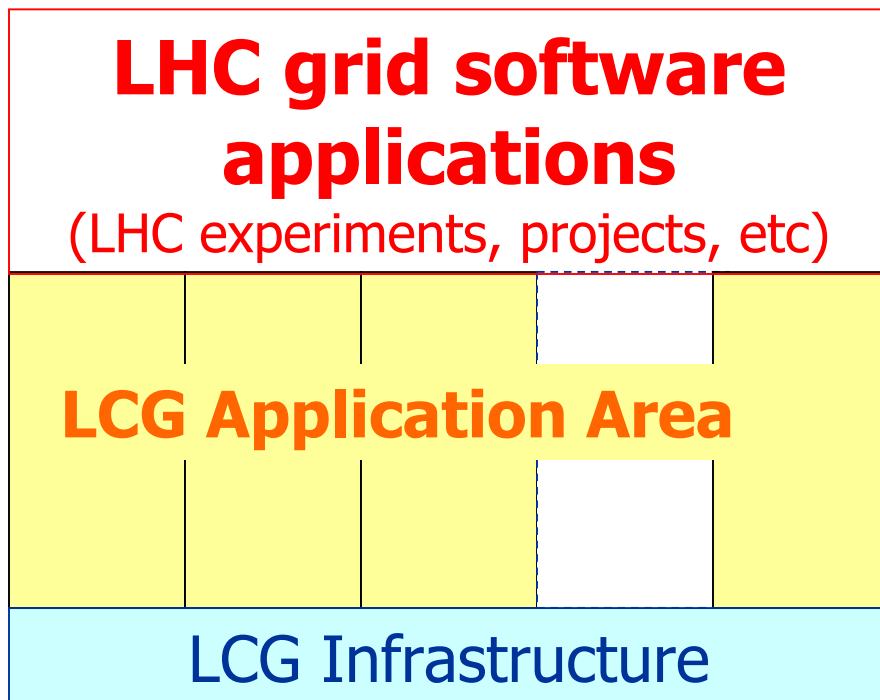 LHC grid software
applications
(LHC experiments, projects, etc)
LCG Application Area
LCG Infrastructure